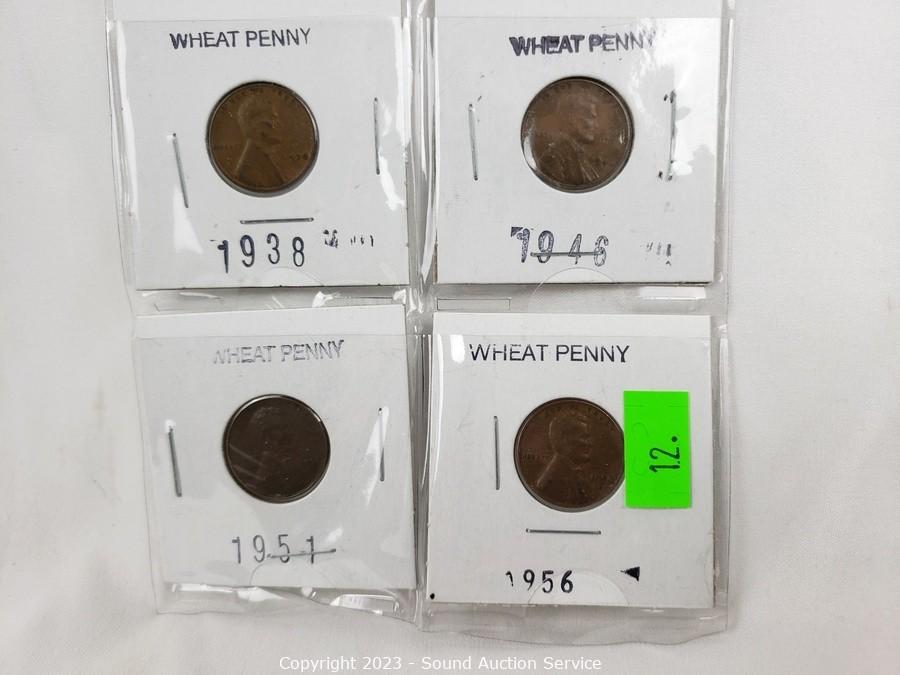 WHEAT PENNY
1938
WHEAT PENNY
1946
WHEAT PENNY
1951
WHEAT PENNY
12.
1956
Copyright 2023 - Sound Auction Service